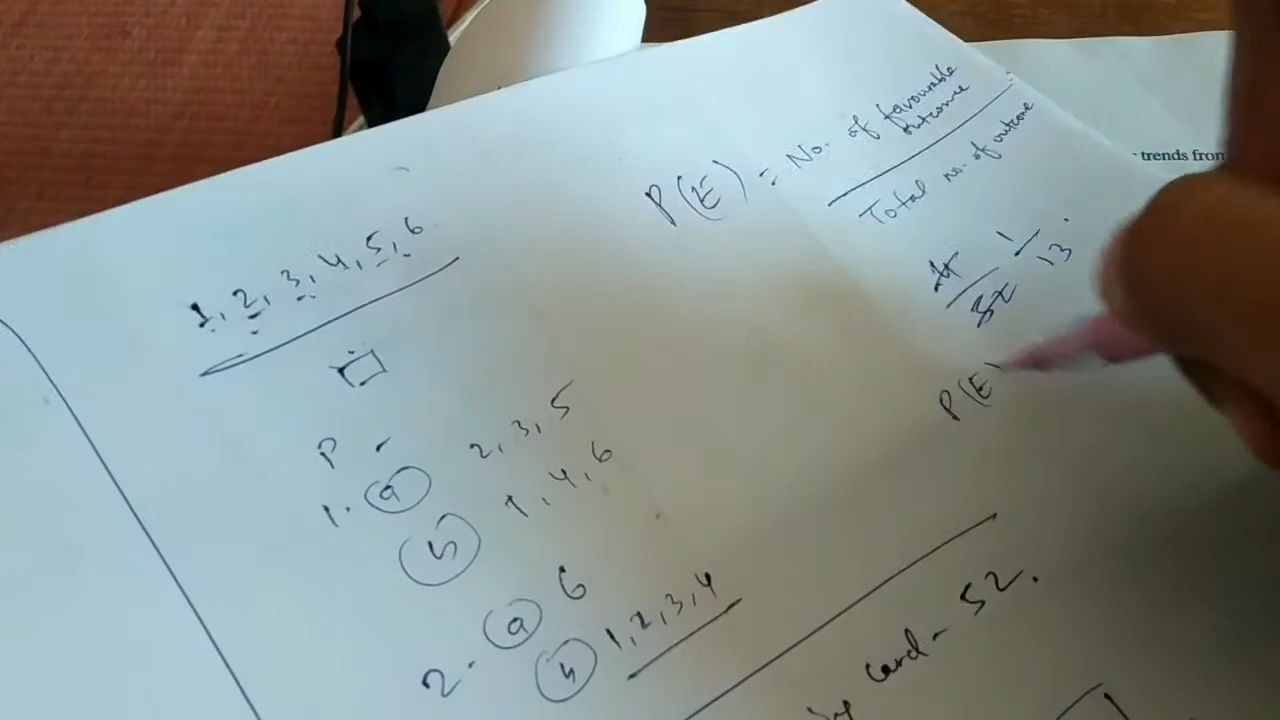 1, 2, 3, 4, 5, 6
P -
1. a 2, 3, 5
b 1, 4, 6
2. a 6
b 1, 2, 3, 4
P(E) = No. of favourable outcome
Total no. of outcome
4 1
52 13
P(E)
card - 52.
- trends from